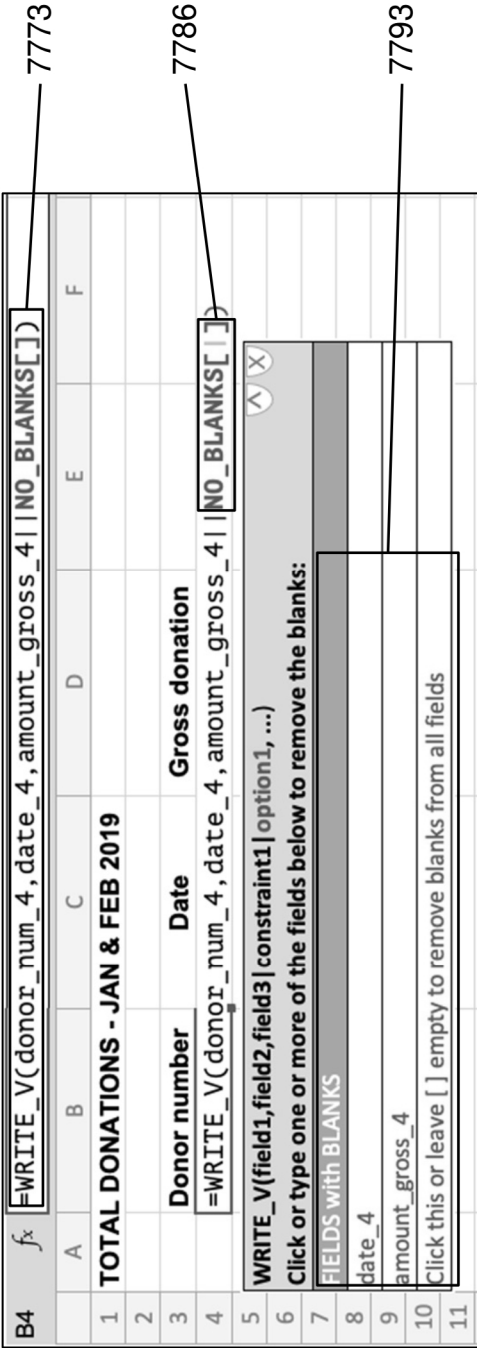 B4 fx =WRITE_V(donor_num_4,date_4,amount_gross_4||NO_BLANKS[]) 7773
A B C D E F
1 TOTAL DONATIONS - JAN & FEB 2019
2
3 Donor number Date Gross donation
4 =WRITE_V(donor_num_4,date_4,amount_gross_4||NO_BLANKS[|]) 7786
5 WRITE_V(field1,field2,field3|constraint1|option1, ...) ^ X
6 Click or type one or more of the fields below to remove the blanks:
7 FIELDS with BLANKS
8 date_4
9 amount_gross_4 7793
10 Click this or leave [ ] empty to remove blanks from all fields
11